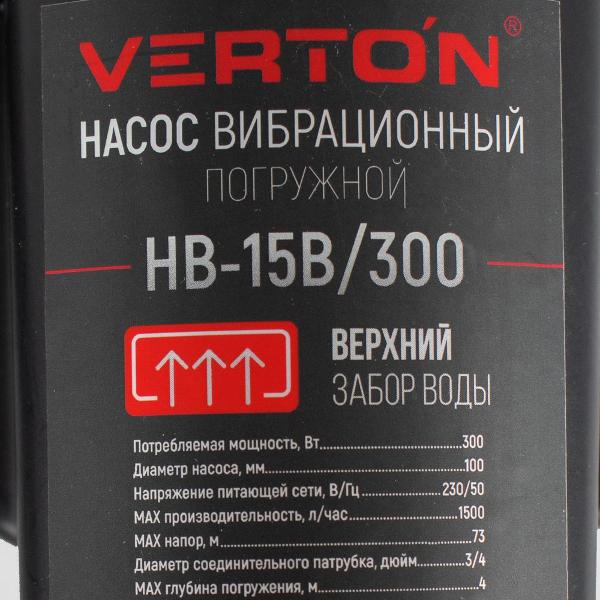 VERTON®
НАСОС ВИБРАЦИОННЫЙ
ПОГРУЖНОЙ
НВ-15В/300
ВЕРХНИЙ
ЗАБОР ВОДЫ
Потребляемая мощность, Вт 300
Диаметр насоса, мм 100
Напряжение питающей сети, В/Гц 230/50
MAX производительность, л/час 1500
MAX напор, м 73
Диаметр соединительного патрубка, дюйм 3/4
MAX глубина погружения, м 4